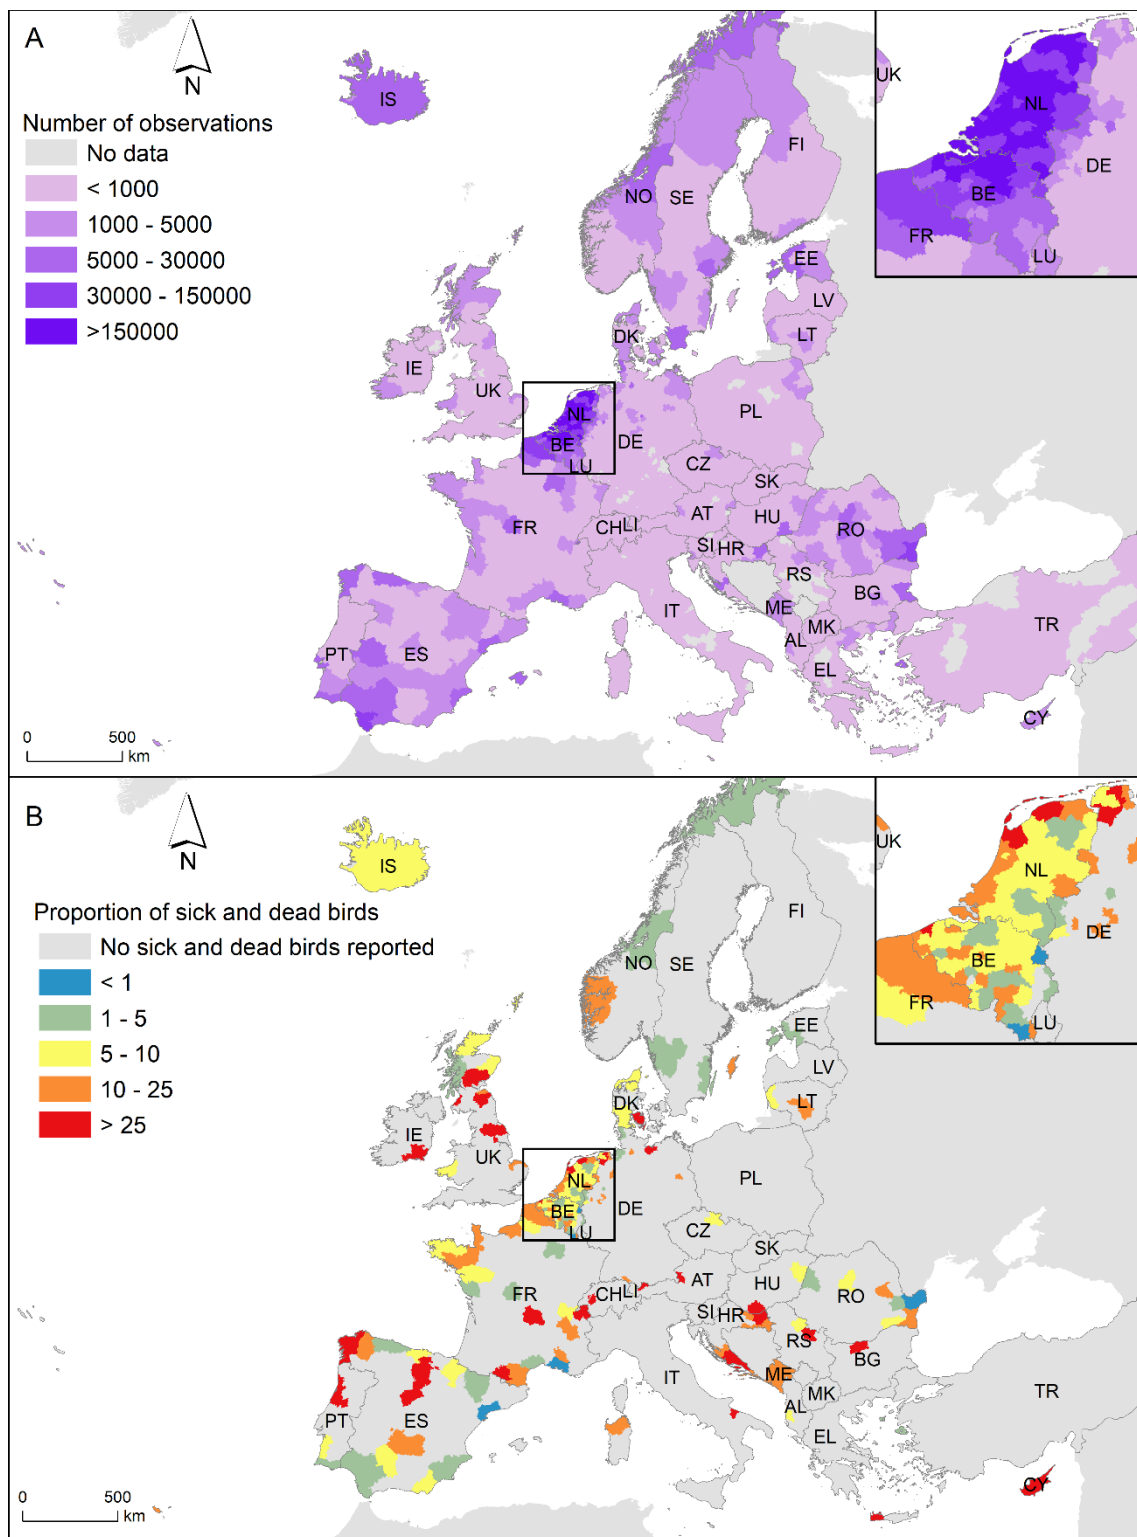 A
N
Number of observations
No data
< 1000
1000 - 5000
5000 - 30000
30000 - 150000
>150000
IS
FI
NO
SE
EE
LV
LT
DK
IE
UK
NL
BE
LU
DE
PL
CZ
SK
AT
HU
FR
CH
LI
SI
HR
RO
RS
IT
ME
BG
MK
AL
EL
TR
PT
ES
CY
0 500
km
UK
NL
DE
BE
FR
LU
B
N
Proportion of sick and dead birds
No sick and dead birds reported
< 1
1 - 5
5 - 10
10 - 25
> 25
IS
FI
NO
SE
EE
LV
LT
DK
IE
UK
NL
BE
LU
DE
PL
CZ
SK
AT
HU
FR
CH
LI
SI
HR
RO
RS
IT
ME
BG
MK
AL
EL
TR
PT
ES
CY
0 500
km
UK
NL
DE
BE
FR
LU